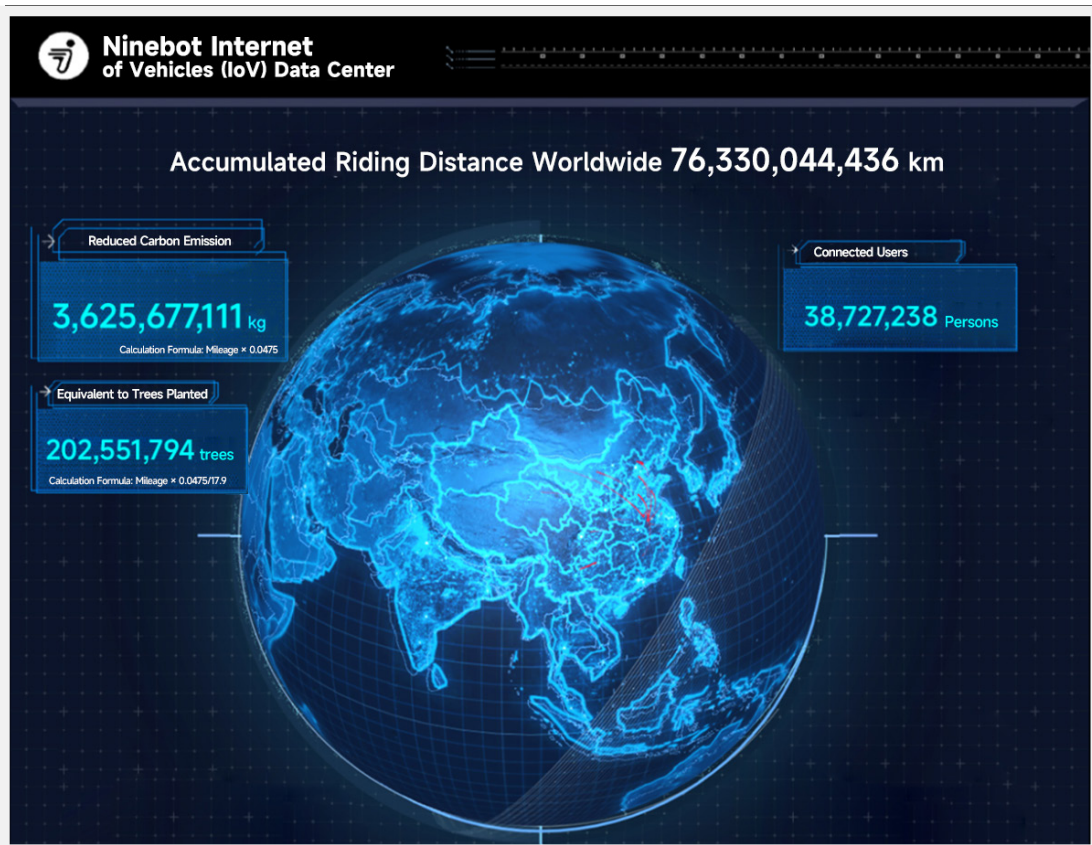 Ninebot Internet
of Vehicles (IoV) Data Center
Accumulated Riding Distance Worldwide 76,330,044,436 km
Reduced Carbon Emission
3,625,677,111 kg
Calculation Formula: Mileage × 0.0475
Equivalent to Trees Planted
202,551,794 trees
Calculation Formula: Mileage × 0.0475/17.9
Connected Users
38,727,238 Persons